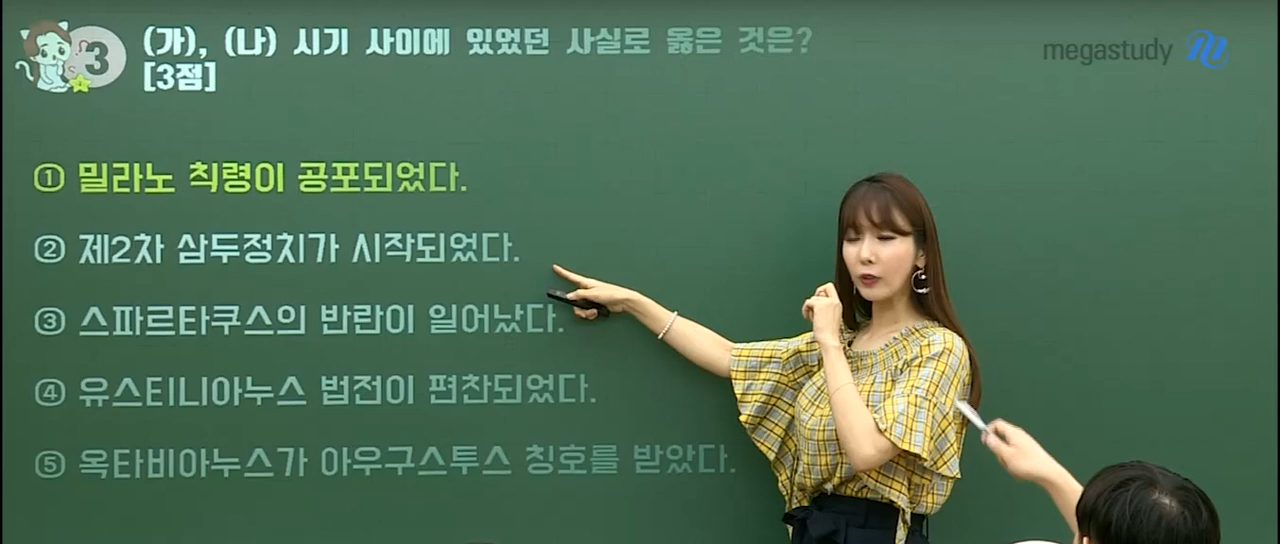 3 (가), (나) 시기 사이에 있었던 사실로 옳은 것은?
[3점]
megastudy
① 밀라노 칙령이 공포되었다.
② 제2차 삼두정치가 시작되었다.
③ 스파르타쿠스의 반란이 일어났다.
④ 유스티니아누스 법전이 편찬되었다.
⑤ 옥타비아누스가 아우구스투스 칭호를 받았다.